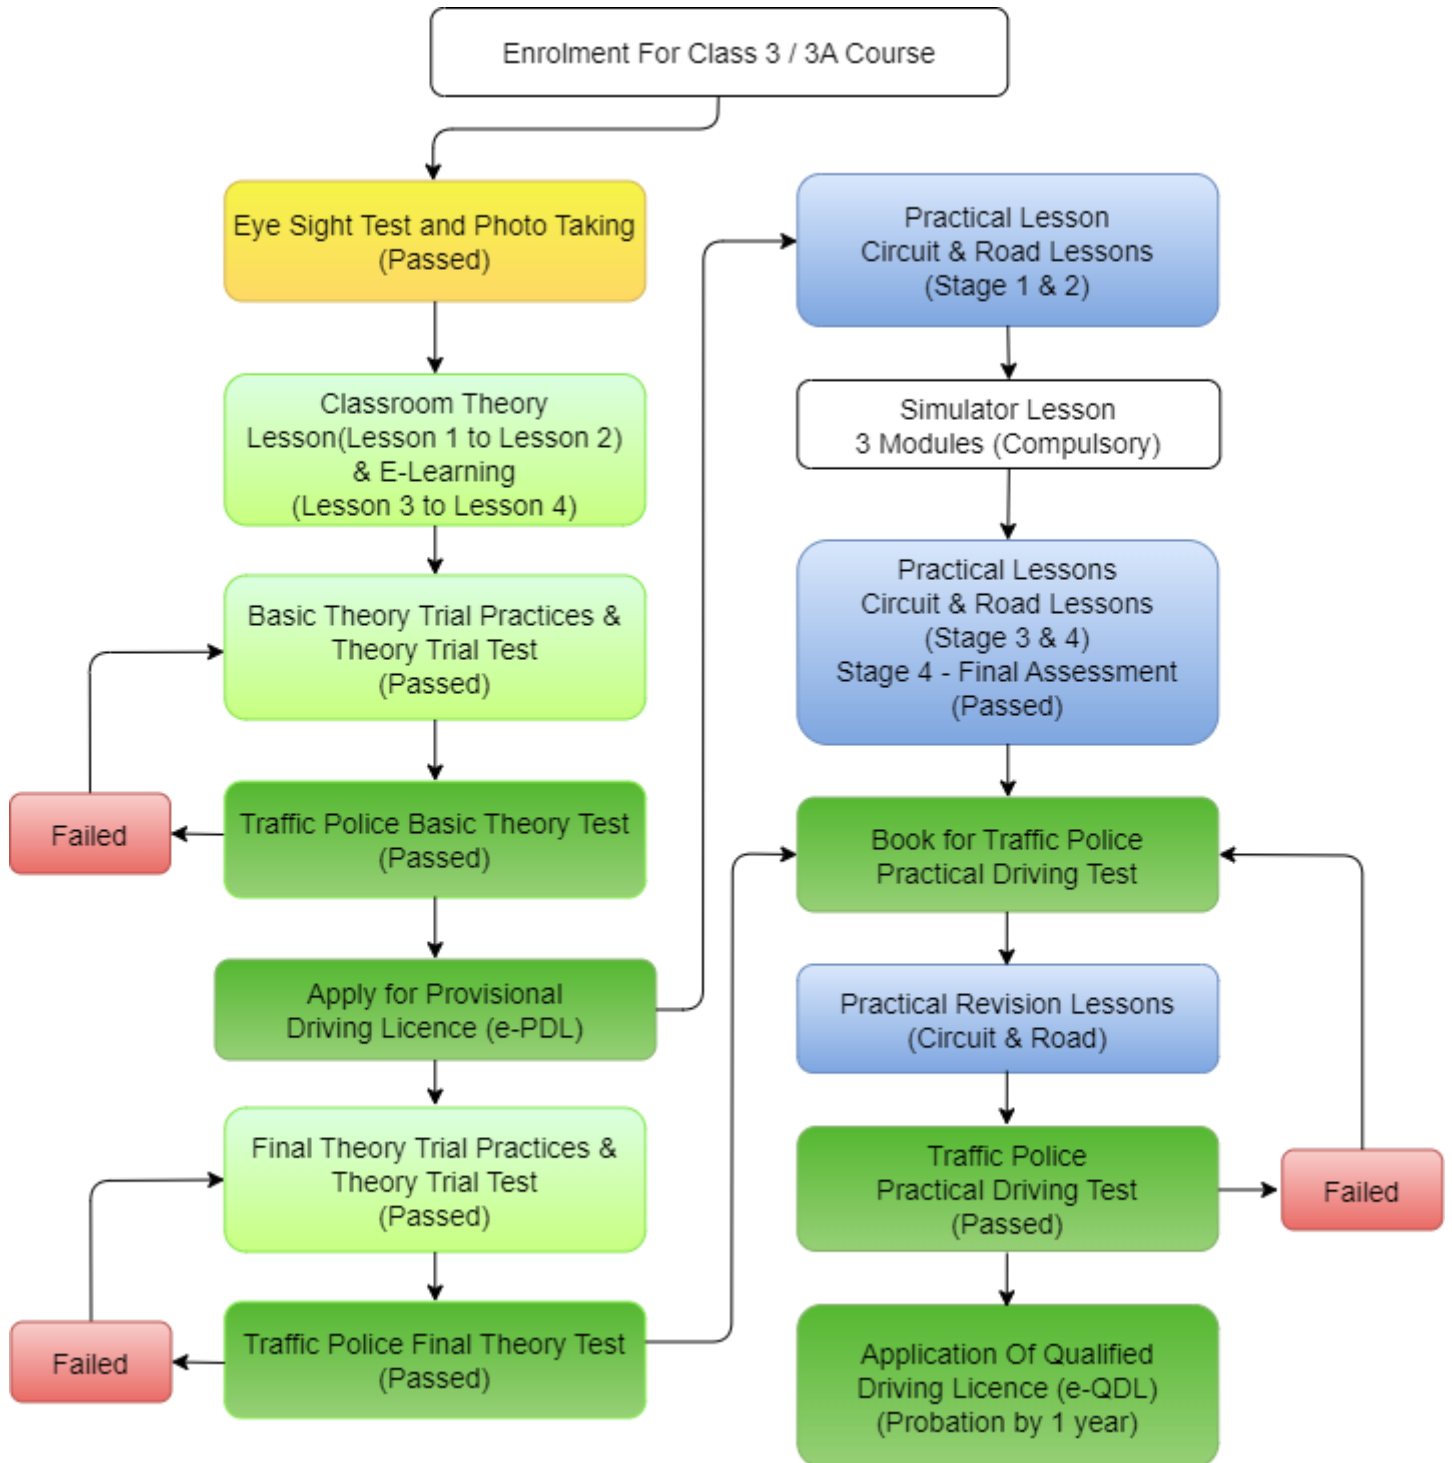 Enrolment For Class 3 / 3A Course
Eye Sight Test and Photo Taking
(Passed)
Classroom Theory
Lesson(Lesson 1 to Lesson 2)
& E-Learning
(Lesson 3 to Lesson 4)
Basic Theory Trial Practices &
Theory Trial Test
(Passed)
Failed
Traffic Police Basic Theory Test
(Passed)
Apply for Provisional
Driving Licence (e-PDL)
Final Theory Trial Practices &
Theory Trial Test
(Passed)
Failed
Traffic Police Final Theory Test
(Passed)
Practical Lesson
Circuit & Road Lessons
(Stage 1 & 2)
Simulator Lesson
3 Modules (Compulsory)
Practical Lessons
Circuit & Road Lessons
(Stage 3 & 4)
Stage 4 - Final Assessment
(Passed)
Book for Traffic Police
Practical Driving Test
Practical Revision Lessons
(Circuit & Road)
Traffic Police
Practical Driving Test
(Passed)
Failed
Application Of Qualified
Driving Licence (e-QDL)
(Probation by 1 year)